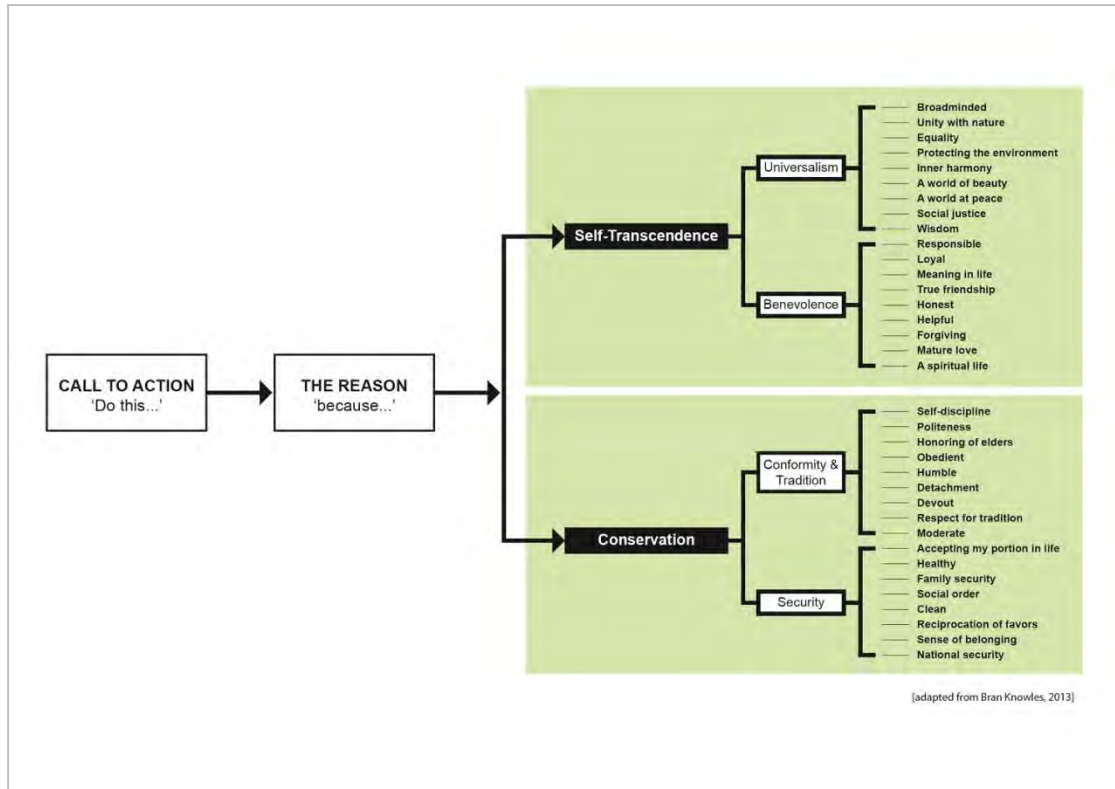 CALL TO ACTION
'Do this...'
THE REASON
'because...'
Self-Transcendence
Universalism
Broadminded
Unity with nature
Equality
Protecting the environment
Inner harmony
A world of beauty
A world at peace
Social justice
Wisdom
Benevolence
Responsible
Loyal
Meaning in life
True friendship
Honest
Helpful
Forgiving
Mature love
A spiritual life
Conservation
Conformity &
Tradition
Self-discipline
Politeness
Honoring of elders
Obedient
Humble
Detachment
Devout
Respect for tradition
Moderate
Security
Accepting my portion in life
Healthy
Family security
Social order
Clean
Reciprocation of favors
Sense of belonging
National security
[adapted from Bran Knowles, 2013]